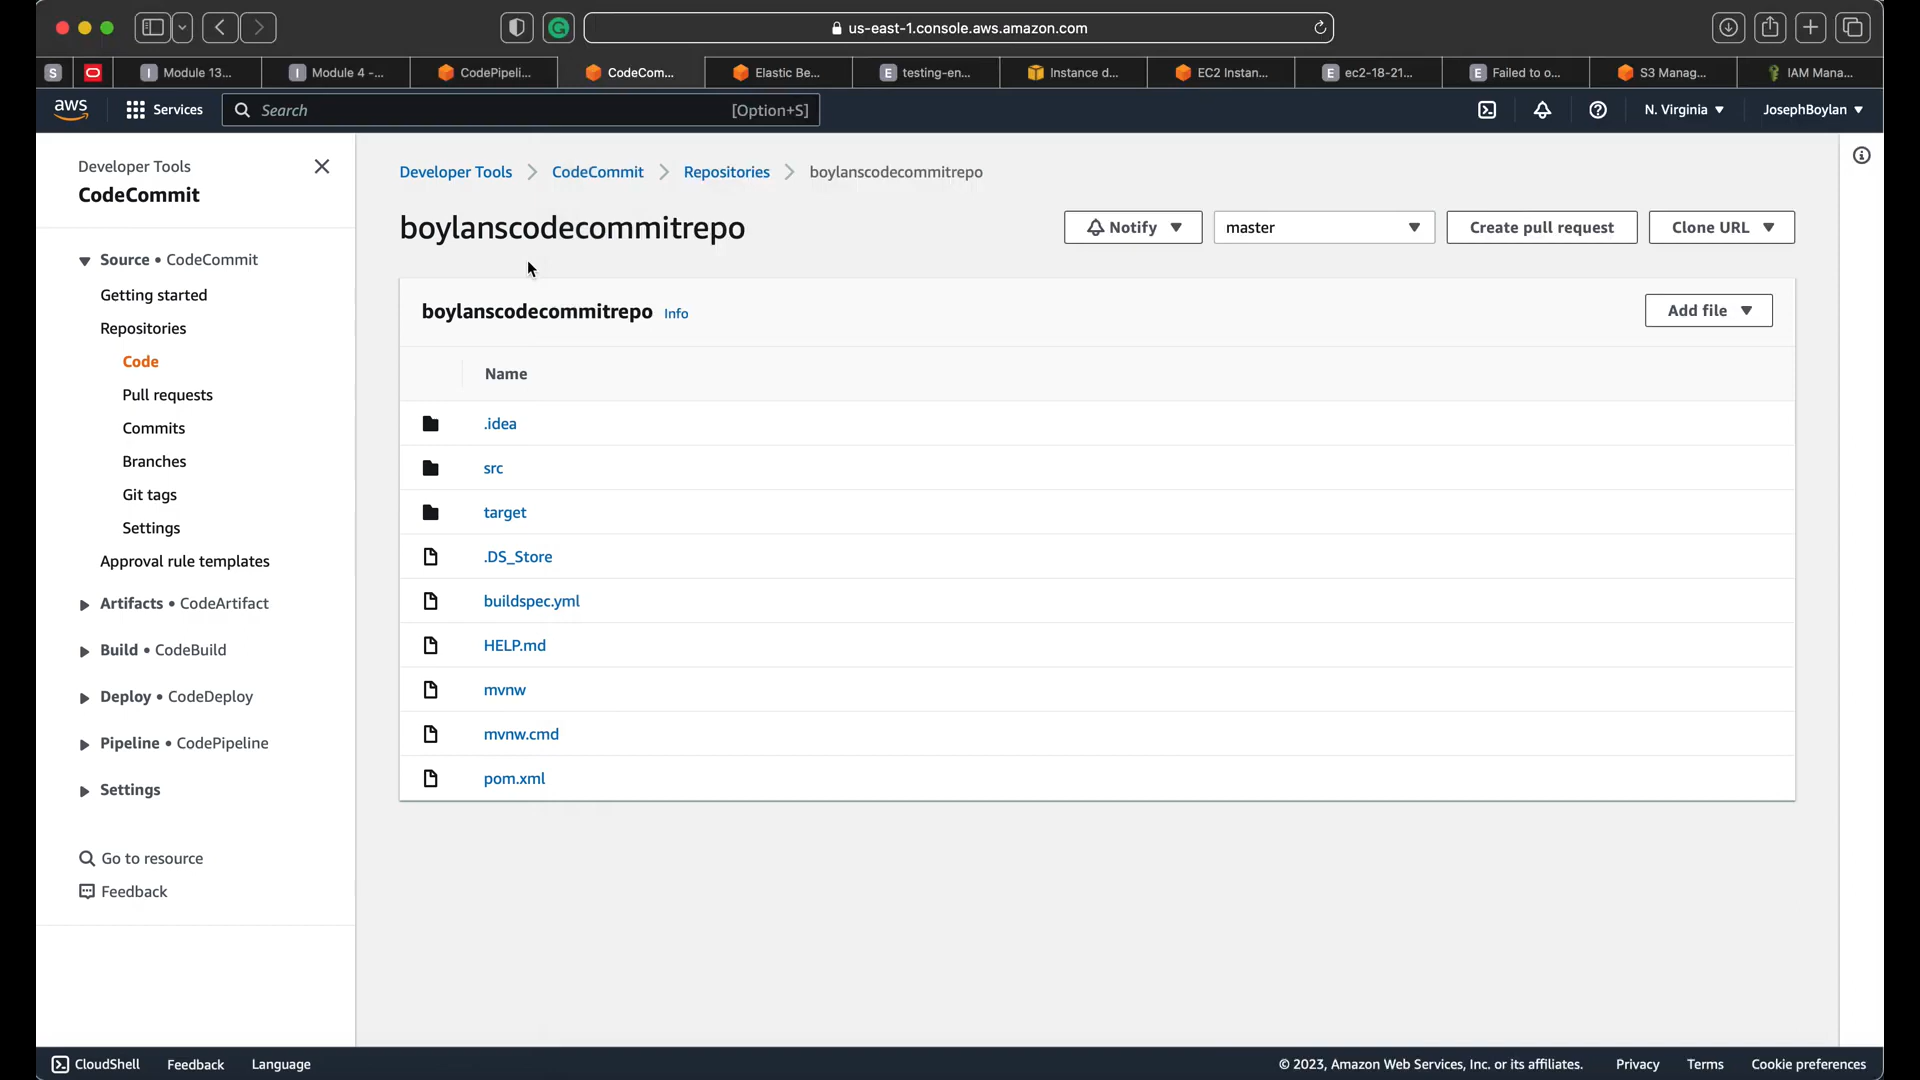 us-east-1.console.aws.amazon.com
S
Module 13...
Module 4 -...
CodePipeli...
CodeCom...
Elastic Be...
E
testing-en...
Instance d...
EC2 Instan...
E
ec2-18-21...
E
Failed to o...
S3 Manag...
IAM Mana...
aws
Services
Search
[Option+S]
N. Virginia
JosephBoylan
Developer Tools
CodeCommit
Source • CodeCommit
Getting started
Repositories
Code
Pull requests
Commits
Branches
Git tags
Settings
Approval rule templates
Artifacts • CodeArtifact
Build • CodeBuild
Deploy • CodeDeploy
Pipeline • CodePipeline
Settings
Go to resource
Feedback
Developer Tools
CodeCommit
Repositories
boylanscodecommitrepo
boylanscodecommitrepo
Notify
master
Create pull request
Clone URL
boylanscodecommitrepo Info
Add file
Name
.idea
src
target
.DS_Store
buildspec.yml
HELP.md
mvnw
mvnw.cmd
pom.xml
CloudShell
Feedback
Language
© 2023, Amazon Web Services, Inc. or its affiliates.
Privacy
Terms
Cookie preferences